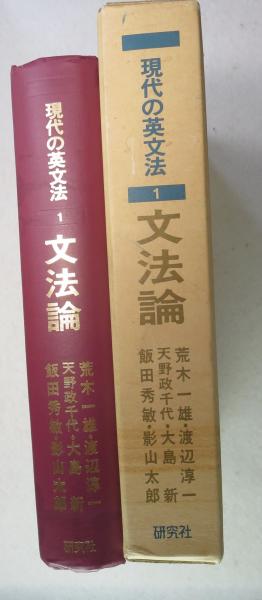 現代の英文法
1
文法論
荒木一雄・渡辺淳一
天野政千代・大島新
飯田秀敏・影山太郎
研究社
現代の英文法
1
文法論
荒木一雄・渡辺淳一
天野政千代・大島新
飯田秀敏・影山太郎
研究社